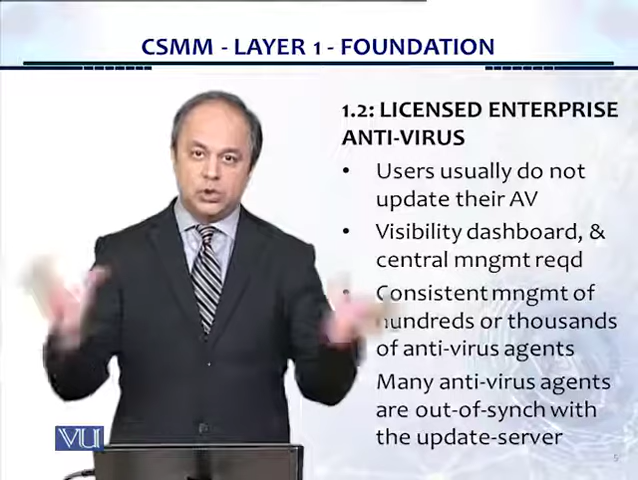 CSMM - LAYER 1 - FOUNDATION
1.2: LICENSED ENTERPRISE
ANTI-VIRUS
• Users usually do not
update their AV
• Visibility dashboard, &
central mngmt reqd
• Consistent mngmt of
hundreds or thousands
of anti-virus agents
Many anti-virus agents
are out-of-synch with
the update-server
VU